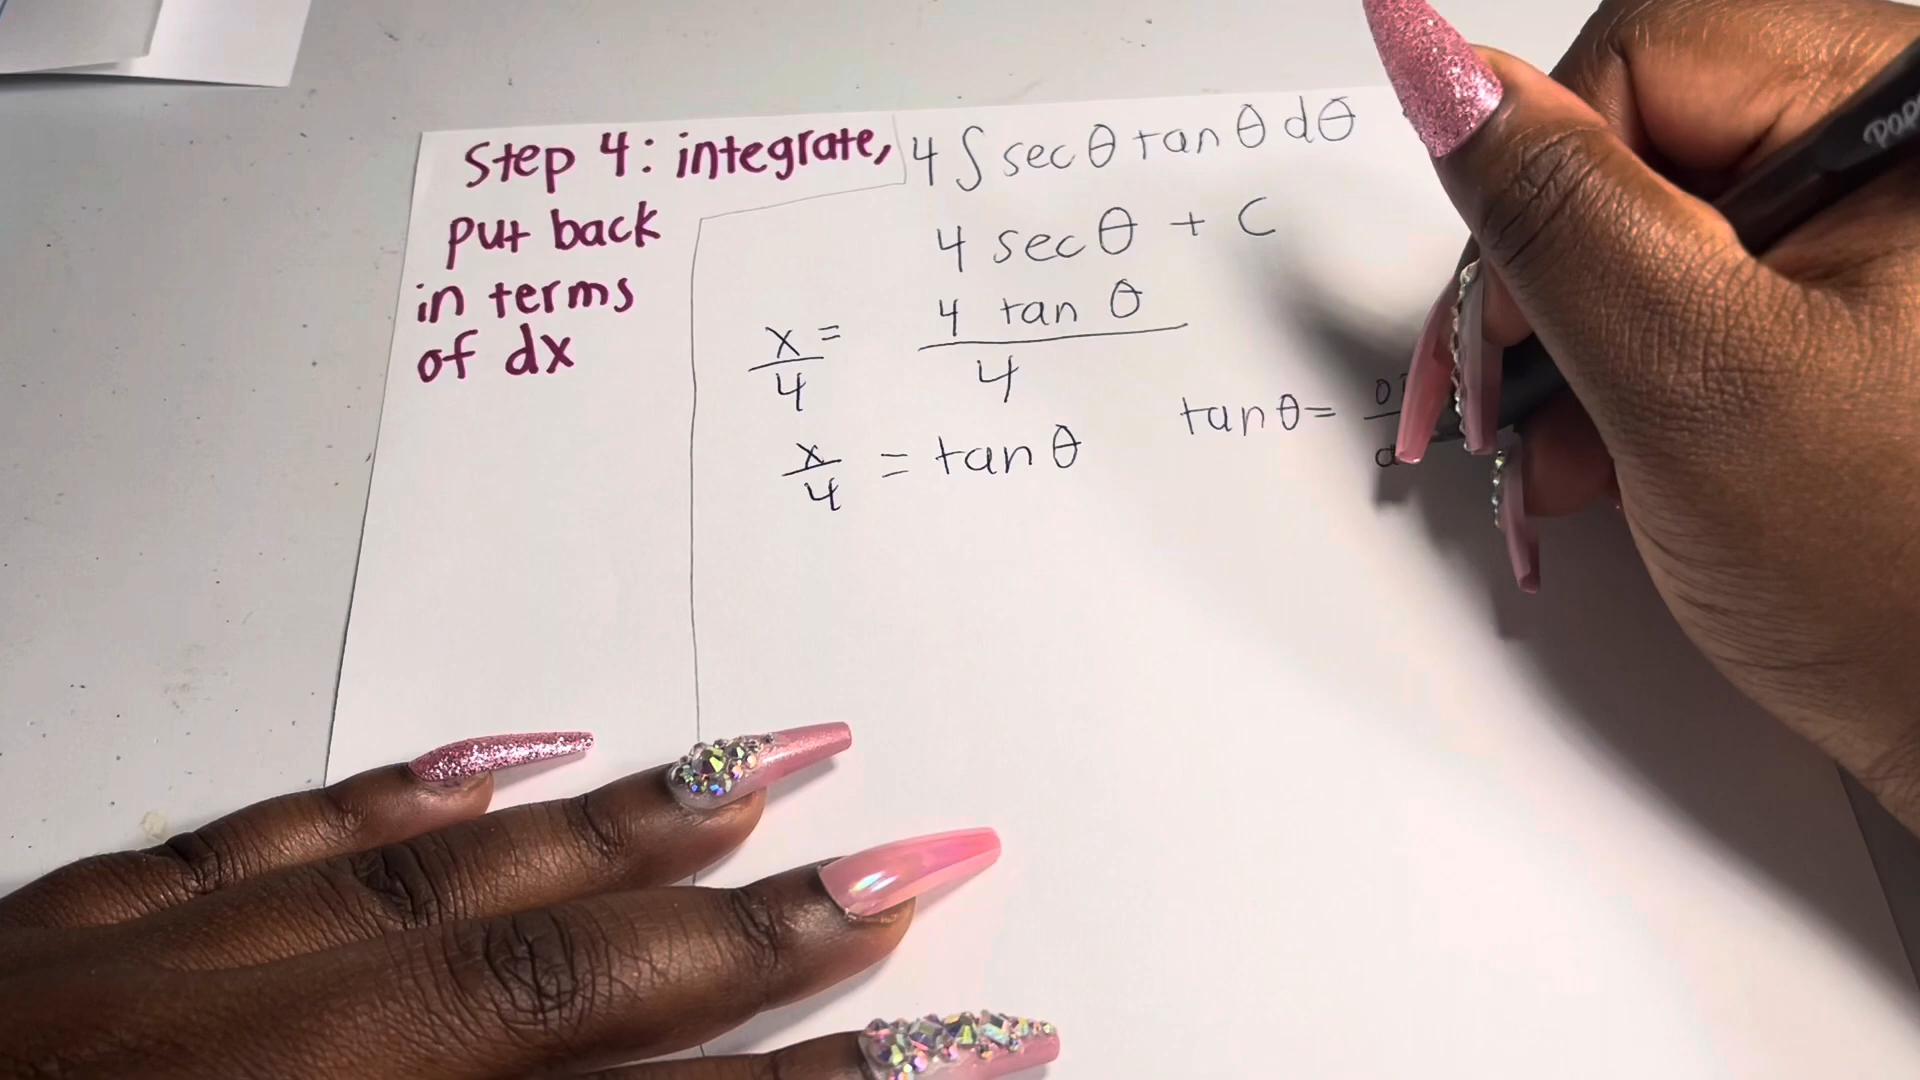 Step 4: integrate,
put back
in terms
of dx
4 ∫ sec θ tan θ dθ
4 sec θ + C
x/4 = 4 tan θ/4
x/4 = tan θ
tan θ =